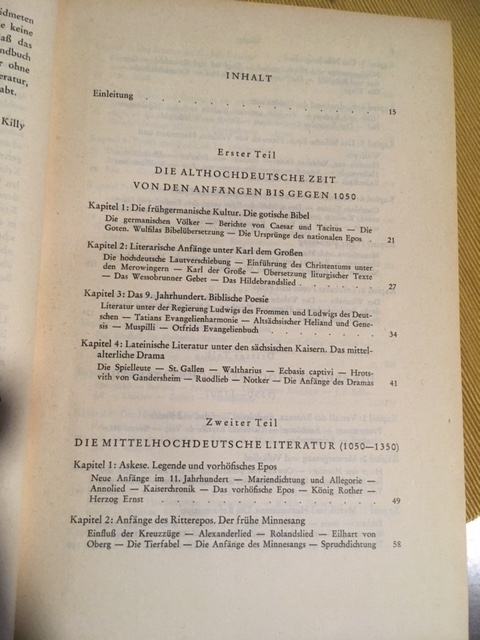 idmeten
e keine
aß das
ndbuch
r ohne
ratur,
abt.
Killy
INHALT
Einleitung . . . . . . . . . . . . . . . 15
Erster Teil
DIE ALTHOCHDEUTSCHE ZEIT
VON DEN ANFÄNGEN BIS GEGEN 1050
Kapitel 1: Die frühgermanische Kultur. Die gotische Bibel
Die germanischen Völker — Berichte von Caesar und Tacitus — Die
Goten. Wulfilas Bibelübersetzung — Die Ursprünge des nationalen Epos . 21
Kapitel 2: Literarische Anfänge unter Karl dem Großen
Die hochdeutsche Lautverschiebung — Einführung des Christentums unter
den Merowingern — Karl der Große — Übersetzung liturgischer Texte
— Das Wessobrunner Gebet — Das Hildebrandslied . . . . . . 27
Kapitel 3: Das 9. Jahrhundert. Biblische Poesie
Literatur unter der Regierung Ludwigs des Frommen und Ludwigs des Deut-
schen — Tatians Evangelienharmonie — Altsächsischer Heliand und Gene-
sis — Muspilli — Otfrids Evangelienbuch . . . . . . . . 34
Kapitel 4: Lateinische Literatur unter den sächsischen Kaisern. Das mittel-
alterliche Drama
Die Spielleute — St. Gallen — Waltharius — Ecbasis captivi — Hrots-
vith von Gandersheim — Ruodlieb — Notker — Die Anfänge des Dramas 41
Zweiter Teil
DIE MITTELHOCHDEUTSCHE LITERATUR (1050—1350)
Kapitel 1: Askese. Legende und vorhöfisches Epos
Neue Anfänge im 11. Jahrhundert — Mariendichtung und Allegorie —
Annolied — Kaiserchronik — Das vorhöfische Epos — König Rother —
Herzog Ernst . . . . . . . . . . . . . . 49
Kapitel 2: Anfänge des Ritterepos. Der frühe Minnesang
Einfluß der Kreuzzüge — Alexanderlied — Rolandslied — Eilhart von
Oberg — Die Tierfabel — Die Anfänge des Minnesangs — Spruchdichtung 58